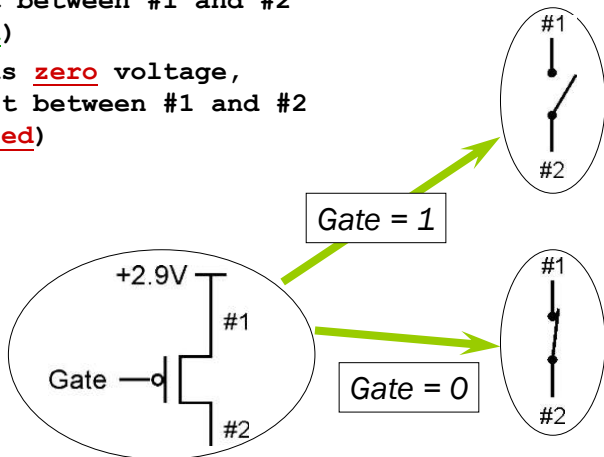 between #1 and #2
)
s zero voltage,
t between #1 and #2
ed)
#1
#2
Gate = 1
+2.9V
#1
Gate
#2
Gate = 0
#1
#2